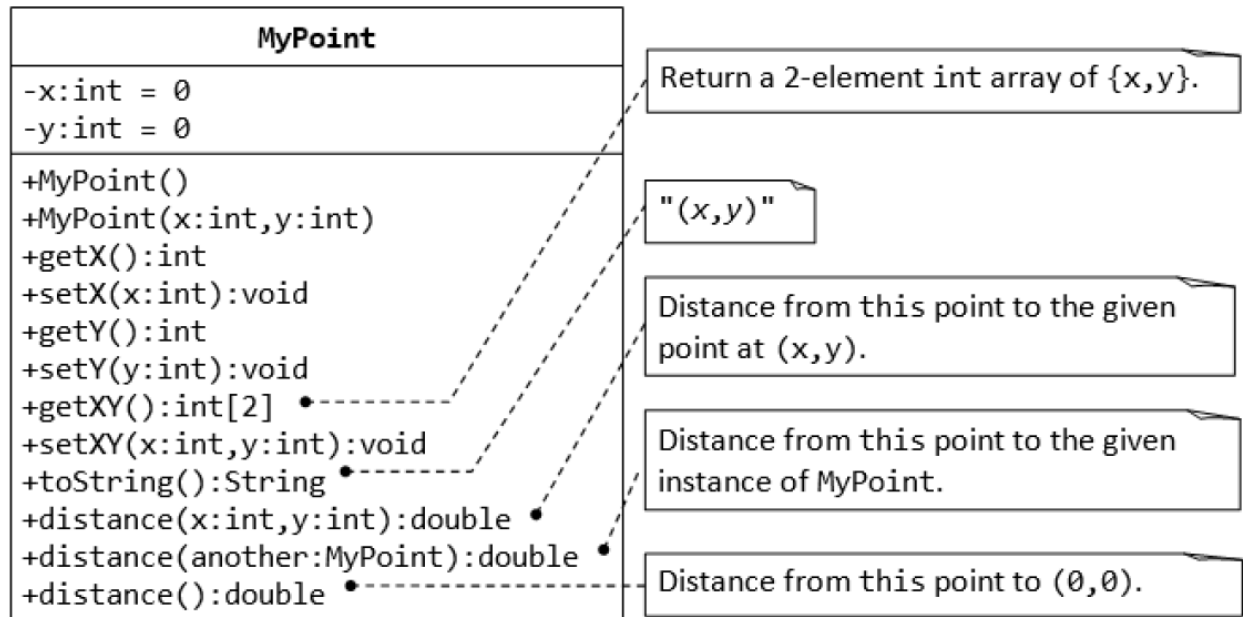 MyPoint
-x:int = 0
-y:int = 0
+MyPoint()
+MyPoint(x:int,y:int)
+getX():int
+setX(x:int):void
+getY():int
+setY(y:int):void
+getXY():int[2]
+setXY(x:int,y:int):void
+toString():String
+distance(x:int,y:int):double
+distance(another:MyPoint):double
+distance():double
Return a 2-element int array of {x,y}.
"(x,y)"
Distance from this point to the given
point at (x,y).
Distance from this point to the given
instance of MyPoint.
Distance from this point to (0,0).